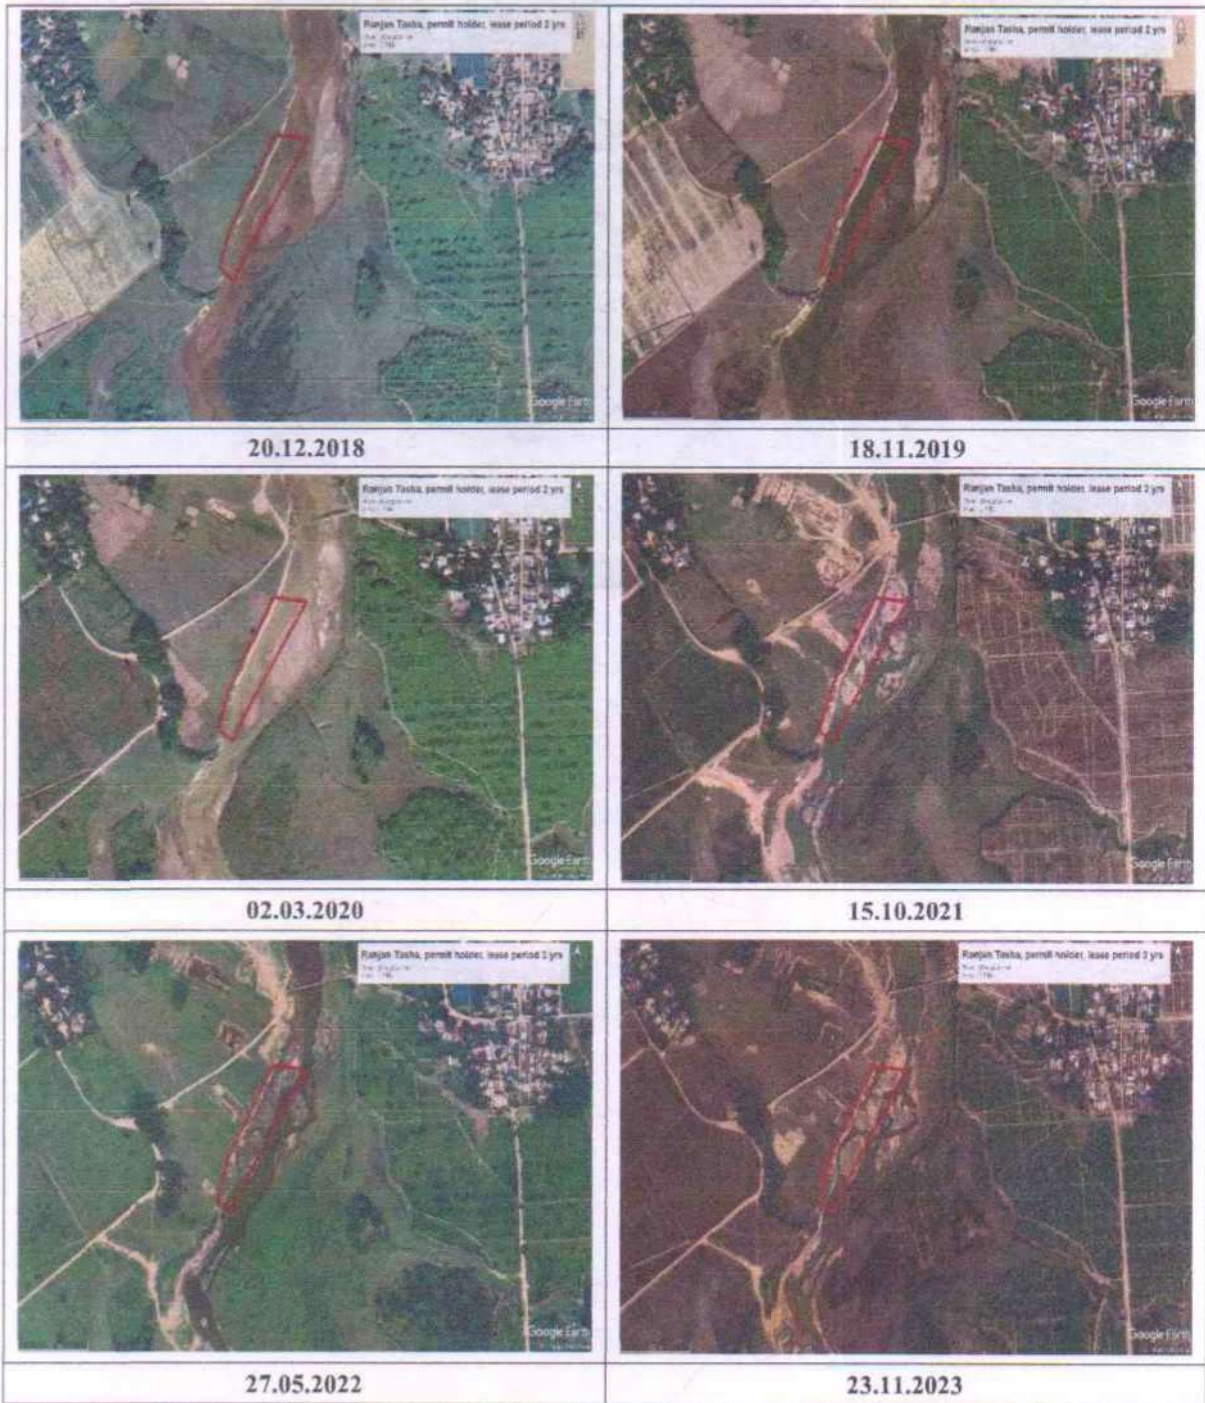 Ranjan Tasha, permit holder, lease period 2 yrs
Google Earth
Ranjan Tasha, permit holder, lease period 2 yrs
Google Earth
20.12.2018
18.11.2019
Ranjan Tasha, permit holder, lease period 2 yrs
Google Earth
Ranjan Tasha, permit holder, lease period 2 yrs
Google Earth
02.03.2020
15.10.2021
Ranjan Tasha, permit holder, lease period 2 yrs
Google Earth
Ranjan Tasha, permit holder, lease period 2 yrs
Google Earth
27.05.2022
23.11.2023